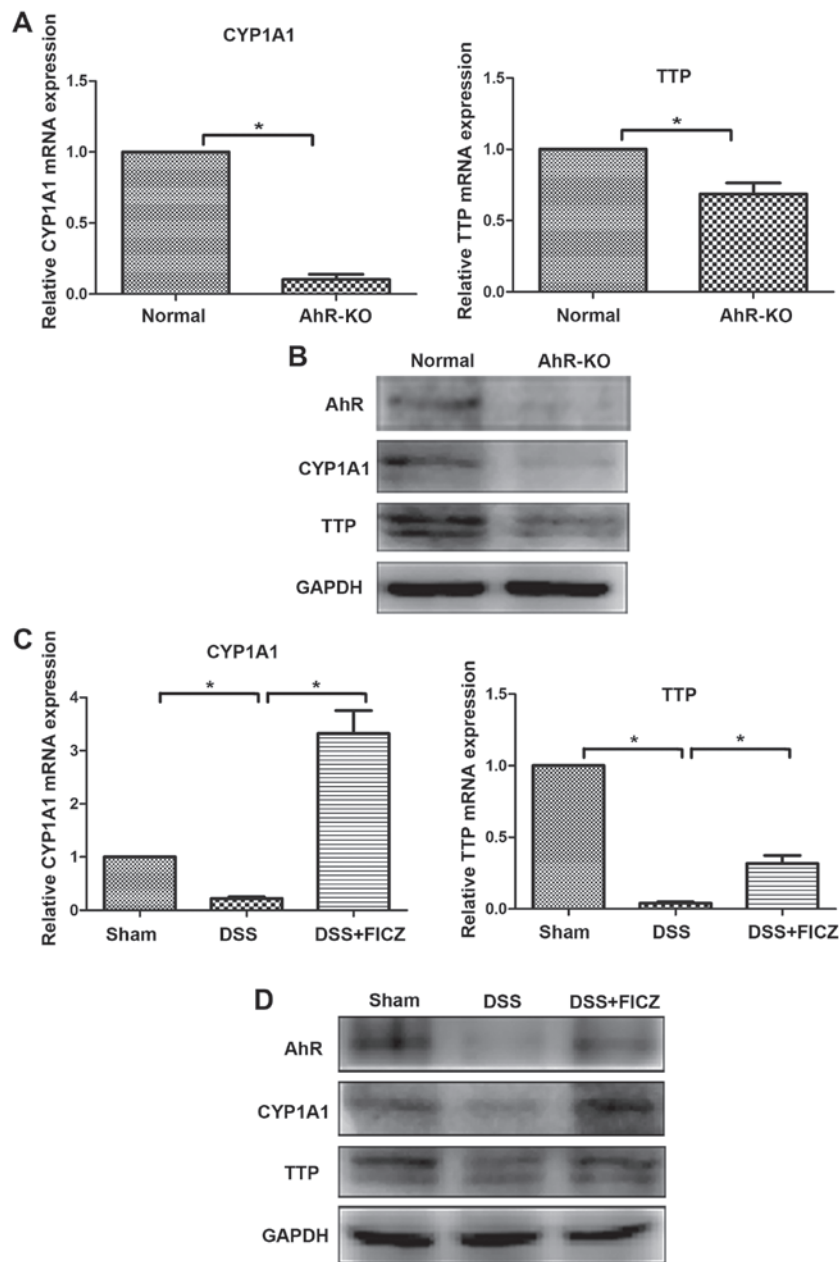 A
CYP1A1
Relative CYP1A1 mRNA expression
1.5
1.0
0.5
0.0
*
Normal
AhR-KO
TTP
Relative TTP mRNA expression
1.5
1.0
0.5
0.0
*
Normal
AhR-KO
B
Normal
AhR-KO
AhR
CYP1A1
TTP
GAPDH
C
CYP1A1
Relative CYP1A1 mRNA expression
4
3
2
1
0
*
*
Sham
DSS
DSS+FICZ
TTP
Relative TTP mRNA expression
1.5
1.0
0.5
0.0
*
*
Sham
DSS
DSS+FICZ
D
Sham
DSS
DSS+FICZ
AhR
CYP1A1
TTP
GAPDH